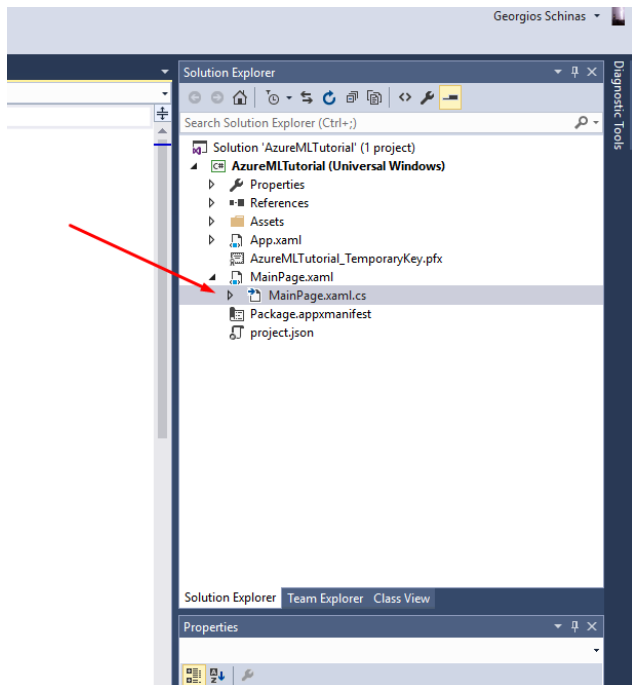 Georgios Schinas
Solution Explorer
Search Solution Explorer (Ctrl+;)
Solution 'AzureMLTutorial' (1 project)
C# AzureMLTutorial (Universal Windows)
Properties
References
Assets
App.xaml
AzureMLTutorial_TemporaryKey.pfx
MainPage.xaml
MainPage.xaml.cs
Package.appxmanifest
project.json
Solution Explorer Team Explorer Class View
Properties
Diagnostic Tools